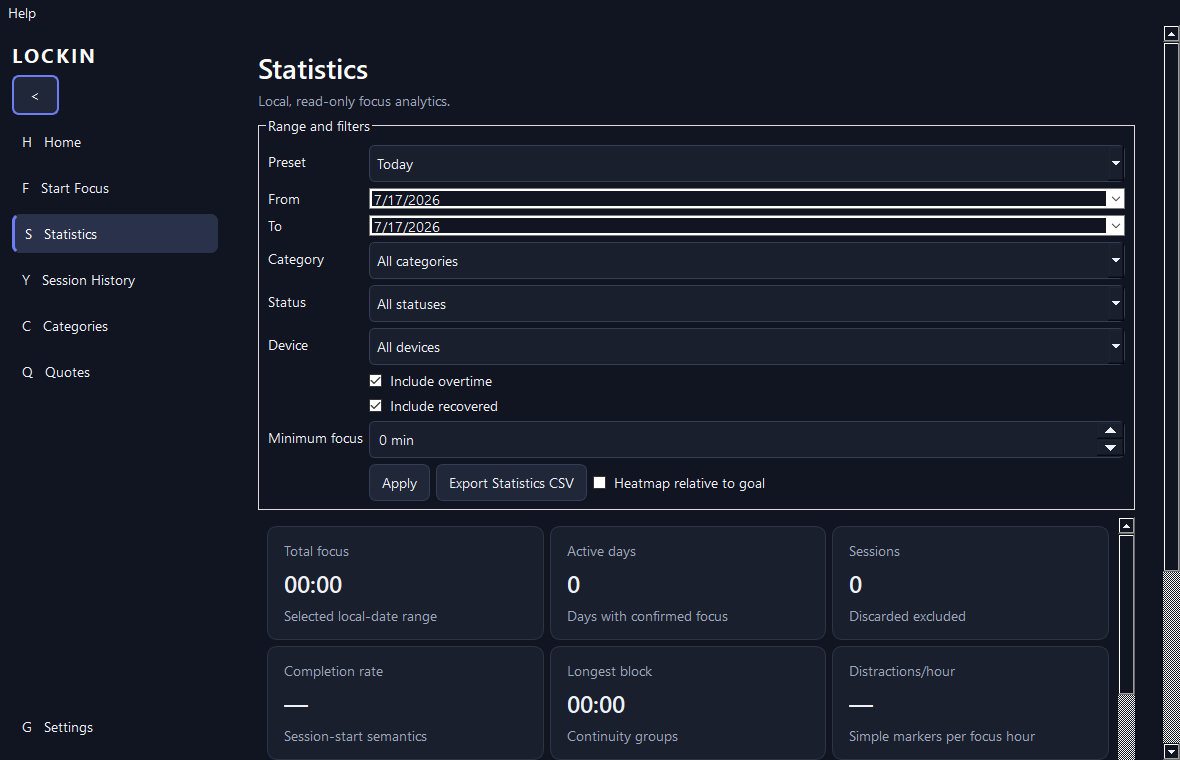 Help
LOCKIN
<
H Home
F Start Focus
S Statistics
Y Session History
C Categories
Q Quotes
G Settings
Statistics
Local, read-only focus analytics.
Range and filters
Preset Today
From 7/17/2026
To 7/17/2026
Category All categories
Status All statuses
Device All devices
Include overtime
Include recovered
Minimum focus 0 min
Apply Export Statistics CSV Heatmap relative to goal
Total focus
00:00
Selected local-date range
Active days
0
Days with confirmed focus
Sessions
0
Discarded excluded
Completion rate
—
Session-start semantics
Longest block
00:00
Continuity groups
Distractions/hour
—
Simple markers per focus hour